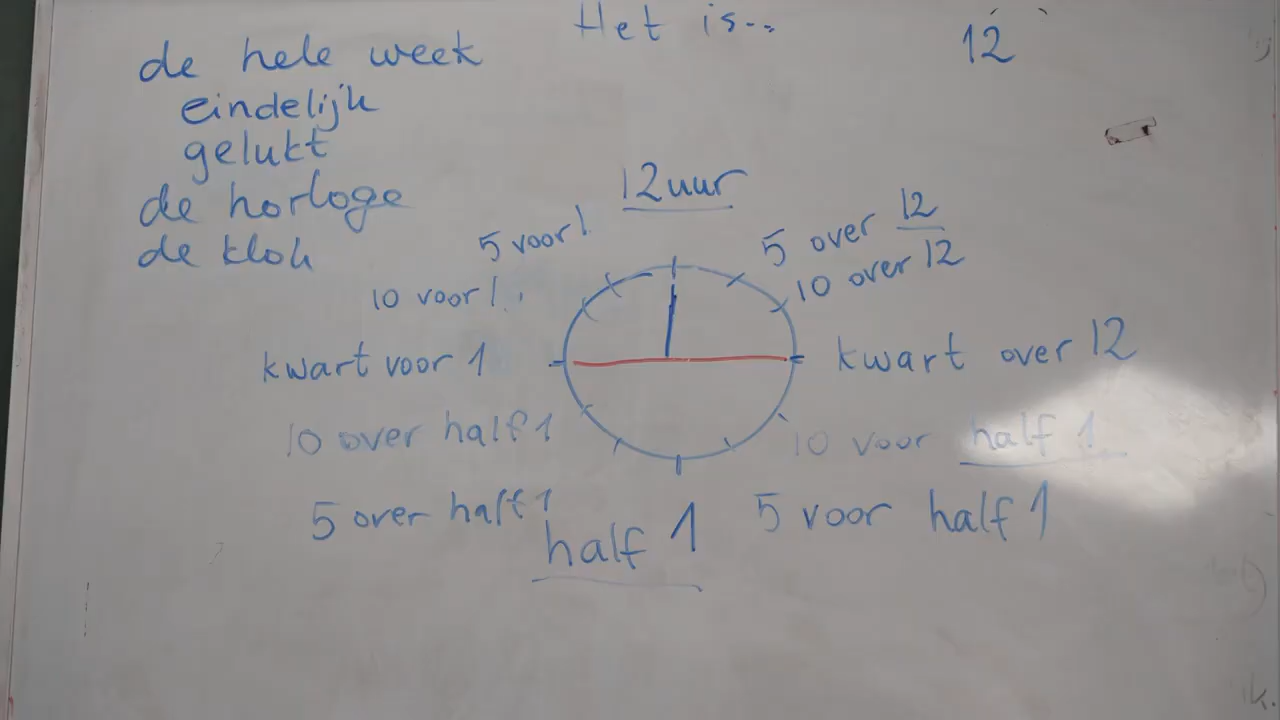 Het is...
12
de hele week
eindelijk
gelukt
de horloge
de klok
12 uur
5 voor 1
5 over 12
12
10 voor 1
10 over 12
kwart voor 1
kwart over 12
10 over half 1
10 voor half 1
5 over half 1
5 voor half 1
half 1